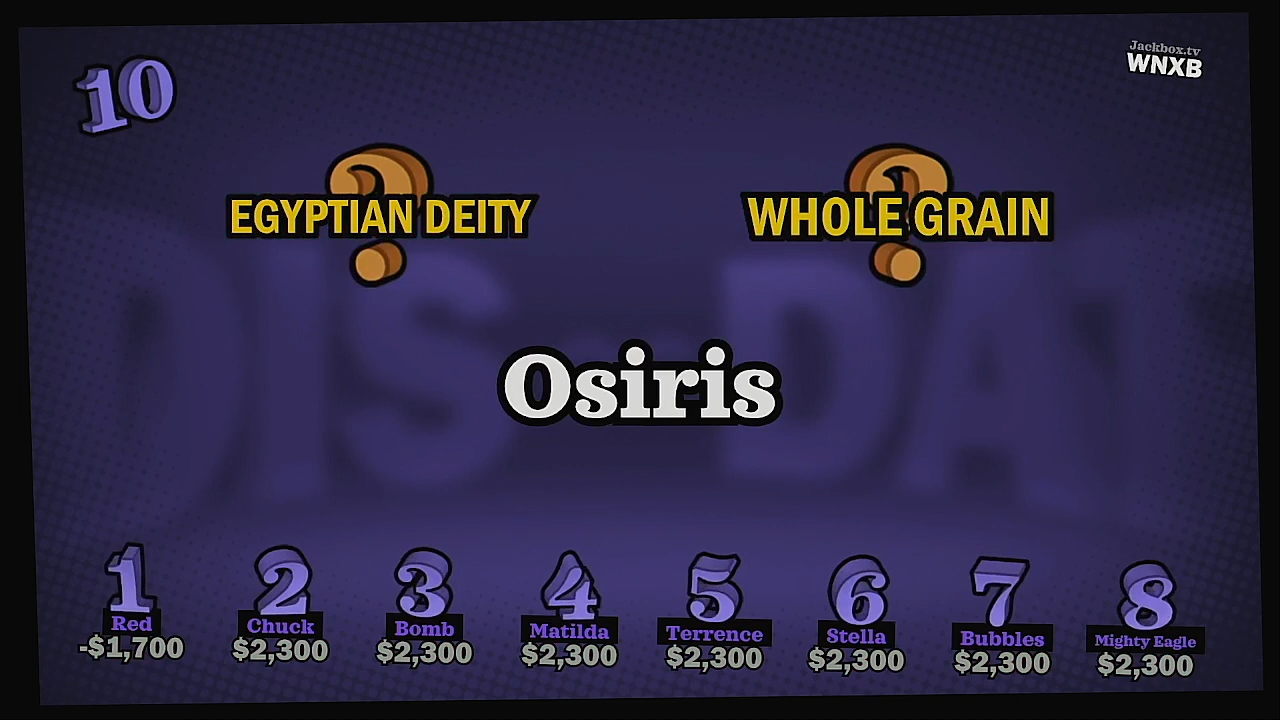 Jackbox.tv
WNXB
10
EGYPTIAN DEITY
WHOLE GRAIN
?
?
DIS DAT
Osiris
1 2 3 4 5 6 7 8
Red Chuck Bomb Matilda Terrence Stella Bubbles Mighty Eagle
-$1,700 $2,300 $2,300 $2,300 $2,300 $2,300 $2,300 $2,300